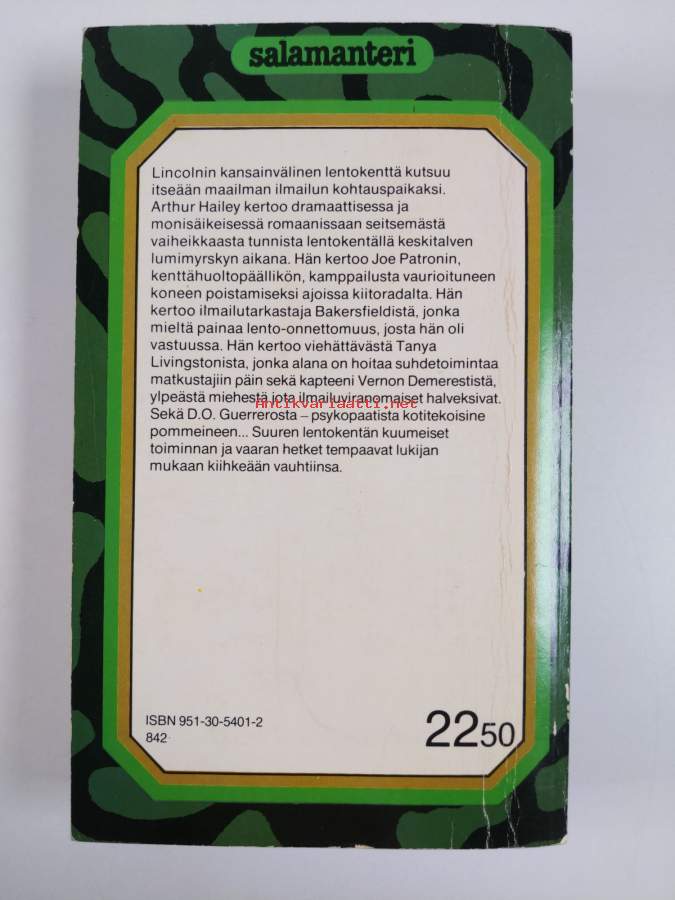 salamanteri
Lincolnin kansainvälinen lentokenttä kutsuu
itseään maailman ilmailun kohtauspaikaksi.
Arthur Hailey kertoo dramaattisessa ja
monisäikeisessä romaanissaan seitsemästä
vaiheikkaasta tunnista lentokentällä keskitalven
lumimyrskyn aikana. Hän kertoo Joe Patronin,
kenttähuoltopäällikön, kamppailusta vaurioituneen
koneen poistamiseksi ajoissa kiitoradalta. Hän
kertoo ilmailutarkastaja Bakersfieldistä, jonka
mieltä painaa lento-onnettomuus, josta hän oli
vastuussa. Hän kertoo viehättävästä Tanya
Livingstonista, jonka alana on hoitaa suhdetoimintaa
matkustajiin päin sekä kapteeni Vernon Demerestistä,
ylpeästä miehestä jota ilmailuviranomaiset halveksivat.
Antikvariaatti.net
Sekä D.O. Guerrerosta – psykopaatista kotitekoisine
pommeineen... Suuren lentokentän kuumeiset
toiminnan ja vaaran hetket tempaavat lukijan
mukaan kiihkeään vauhtiinsa.
ISBN 951-30-5401-2
842
2250